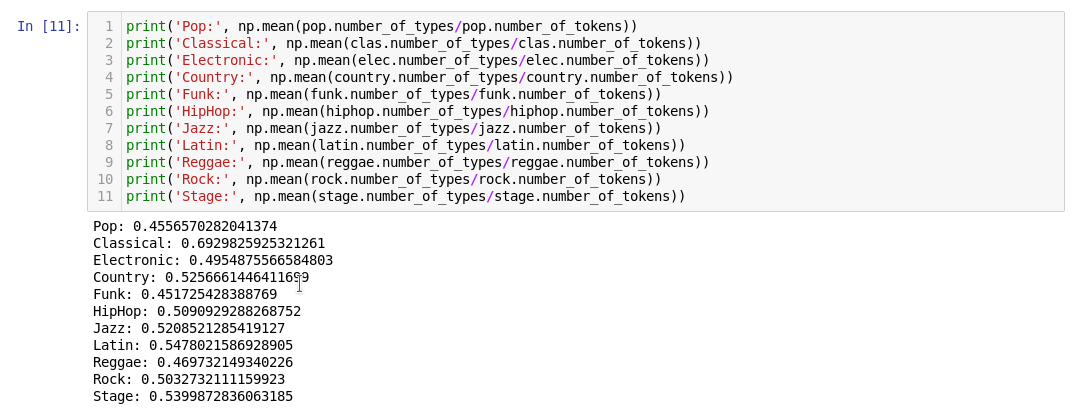 In [11]:
1 print('Pop:', np.mean(pop.number_of_types/pop.number_of_tokens))
2 print('Classical:', np.mean(clas.number_of_types/clas.number_of_tokens))
3 print('Electronic:', np.mean(elec.number_of_types/elec.number_of_tokens))
4 print('Country:', np.mean(country.number_of_types/country.number_of_tokens))
5 print('Funk:', np.mean(funk.number_of_types/funk.number_of_tokens))
6 print('HipHop:', np.mean(hiphop.number_of_types/hiphop.number_of_tokens))
7 print('Jazz:', np.mean(jazz.number_of_types/jazz.number_of_tokens))
8 print('Latin:', np.mean(latin.number_of_types/latin.number_of_tokens))
9 print('Reggae:', np.mean(reggae.number_of_types/reggae.number_of_tokens))
10 print('Rock:', np.mean(rock.number_of_types/rock.number_of_tokens))
11 print('Stage:', np.mean(stage.number_of_types/stage.number_of_tokens))
Pop: 0.4556570282041374
Classical: 0.6929825925321261
Electronic: 0.4954875566584803
Country: 0.5256661446411699
Funk: 0.451725428388769
HipHop: 0.5090929288268752
Jazz: 0.5208521285419127
Latin: 0.5478021586928905
Reggae: 0.469732149340226
Rock: 0.5032732111159923
Stage: 0.5399872836063185